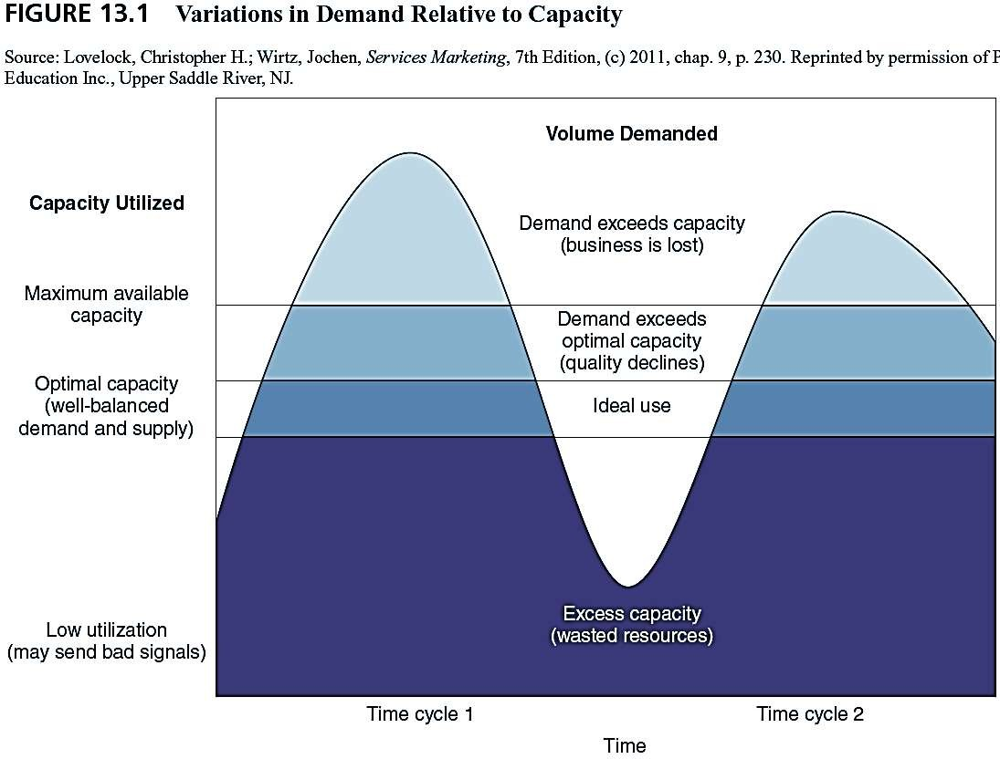 FIGURE 13.1 Variations in Demand Relative to Capacity
Source: Lovelock, Christopher H.; Wirtz, Jochen, Services Marketing, 7th Edition, (c) 2011, chap. 9, p. 230. Reprinted by permission of
Education Inc., Upper Saddle River, NJ.
Volume Demanded
Capacity Utilized
Demand exceeds capacity
(business is lost)
Maximum available
capacity
Demand exceeds
optimal capacity
(quality declines)
Optimal capacity
(well-balanced
demand and supply)
Ideal use
Excess capacity
(wasted resources)
Low utilization
(may send bad signals)
Time cycle 1
Time cycle 2
Time